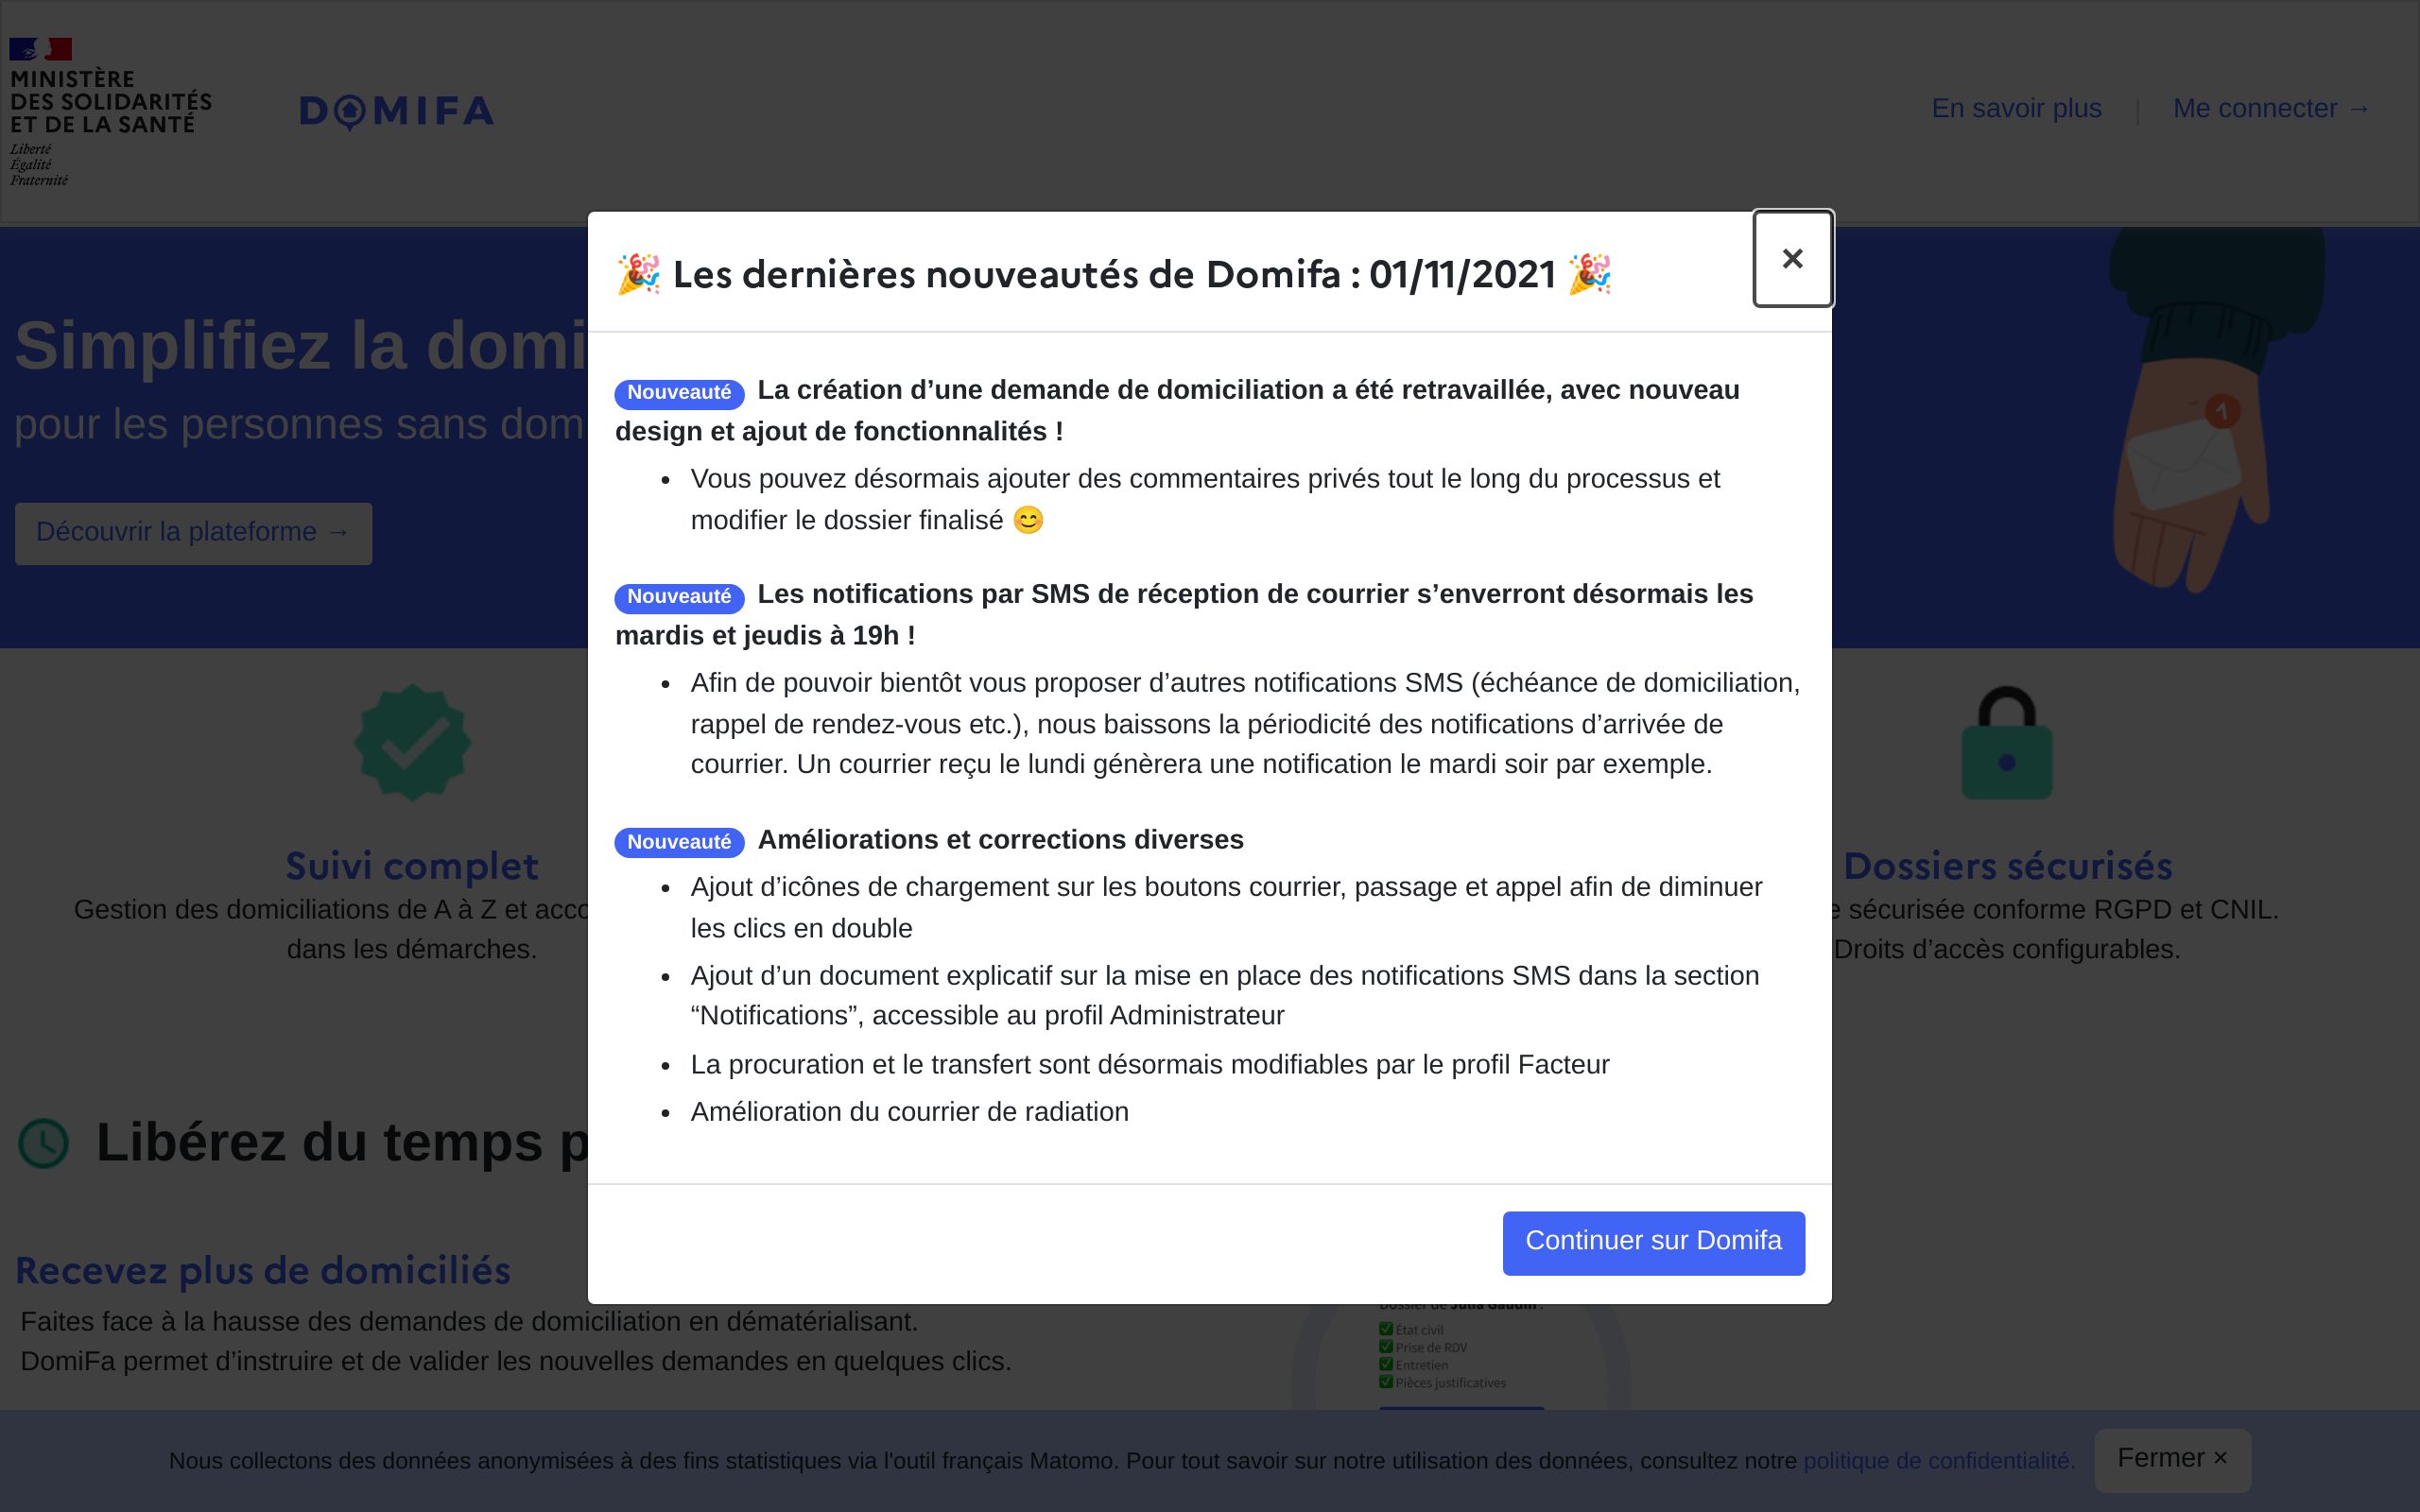 MINISTÈRE
DES SOLIDARITÉS
ET DE LA SANTÉ
Liberté
Égalité
Fraternité
DOMIFA
En savoir plus
Me connecter →
🎉 Les dernières nouveautés de Domifa : 01/11/2021 🎉
×
Nouveauté La création d’une demande de domiciliation a été retravaillée, avec nouveau
design et ajout de fonctionnalités !
• Vous pouvez désormais ajouter des commentaires privés tout le long du processus et
modifier le dossier finalisé 😊
Nouveauté Les notifications par SMS de réception de courrier s’enverront désormais les
mardis et jeudis à 19h !
• Afin de pouvoir bientôt vous proposer d’autres notifications SMS (échéance de domiciliation,
rappel de rendez-vous etc.), nous baissons la périodicité des notifications d’arrivée de
courrier. Un courrier reçu le lundi génèrera une notification le mardi soir par exemple.
Nouveauté Améliorations et corrections diverses
• Ajout d’icônes de chargement sur les boutons courrier, passage et appel afin de diminuer
les clics en double
• Ajout d’un document explicatif sur la mise en place des notifications SMS dans la section
“Notifications”, accessible au profil Administrateur
• La procuration et le transfert sont désormais modifiables par le profil Facteur
• Amélioration du courrier de radiation
Continuer sur Domifa
Simplifiez la domi
pour les personnes sans dom
Découvrir la plateforme →
1
Suivi complet
Gestion des domiciliations de A à Z et acco
dans les démarches.
Dossiers sécurisés
e sécurisée conforme RGPD et CNIL.
Droits d’accès configurables.
Libérez du temps p
Recevez plus de domiciliés
Faites face à la hausse des demandes de domiciliation en dématérialisant.
DomiFa permet d’instruire et de valider les nouvelles demandes en quelques clics.
Dossier de Julia Gaudin :
État civil
Prise de RDV
Entretien
Pièces justificatives
Nous collectons des données anonymisées à des fins statistiques via l'outil français Matomo. Pour tout savoir sur notre utilisation des données, consultez notre politique de confidentialité.
Fermer ×